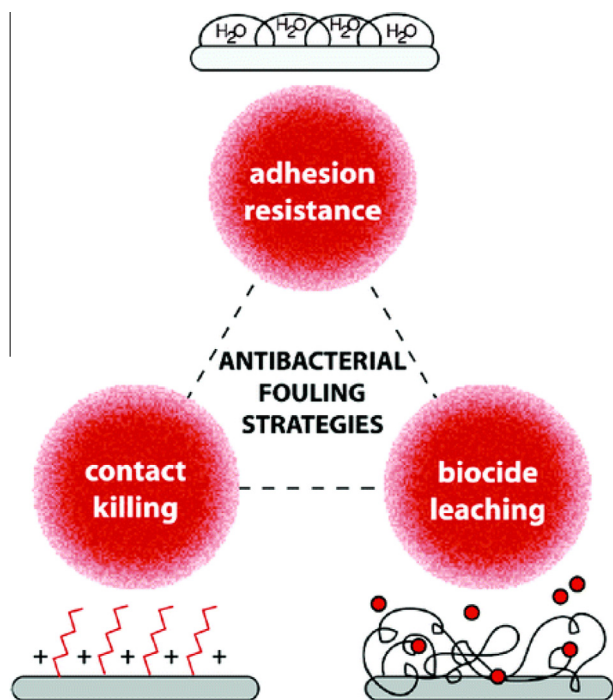 H₂O H₂O H₂O H₂O
adhesion
resistance
ANTIBACTERIAL
FOULING
STRATEGIES
contact
killing
biocide
leaching
+ + + + +